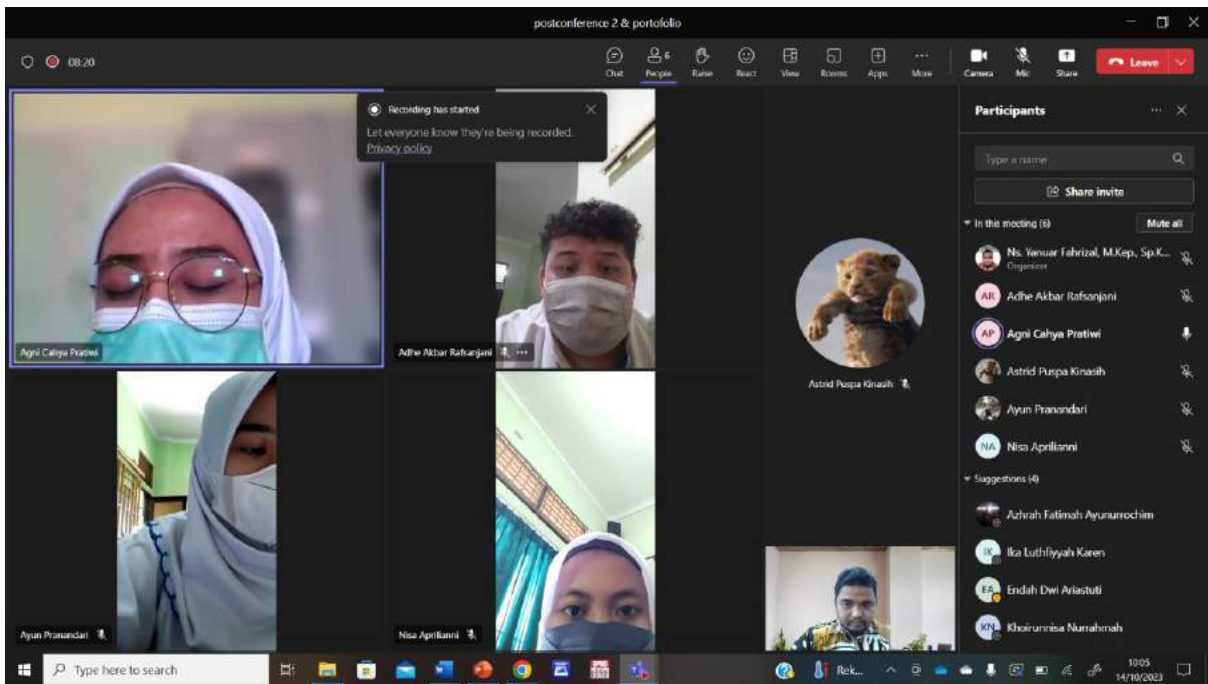 postconference 2 & portofolio
08:20
6
Chat
People
Raise
React
View
Rooms
Apps
More
Camera
Mic
Share
Leave
Recording has started
Let everyone know they're being recorded.
Privacy policy
Agni Cahya Pratiwi
Adhe Akbar Rafsanjani
Astrid Puspa Kinasih
Ayun Pranandari
Nisa Aprilianni
Participants
Type a name
Share invite
In this meeting (6)
Mute all
Ns. Yanuar Fahrizal, M.Kep., Sp.K...
Organizer
AR
Adhe Akbar Rafsanjani
AP
Agni Cahya Pratiwi
Astrid Puspa Kinasih
Ayun Pranandari
NA
Nisa Aprilianni
Suggestions (4)
Azhrah Fatimah Ayunurrochim
IK
Ika Luthfiyyah Karen
EA
Endah Dwi Ariastuti
KN
Khoirunnisa Nurrahmah
Type here to search
Rek...
10:05
14/10/2023